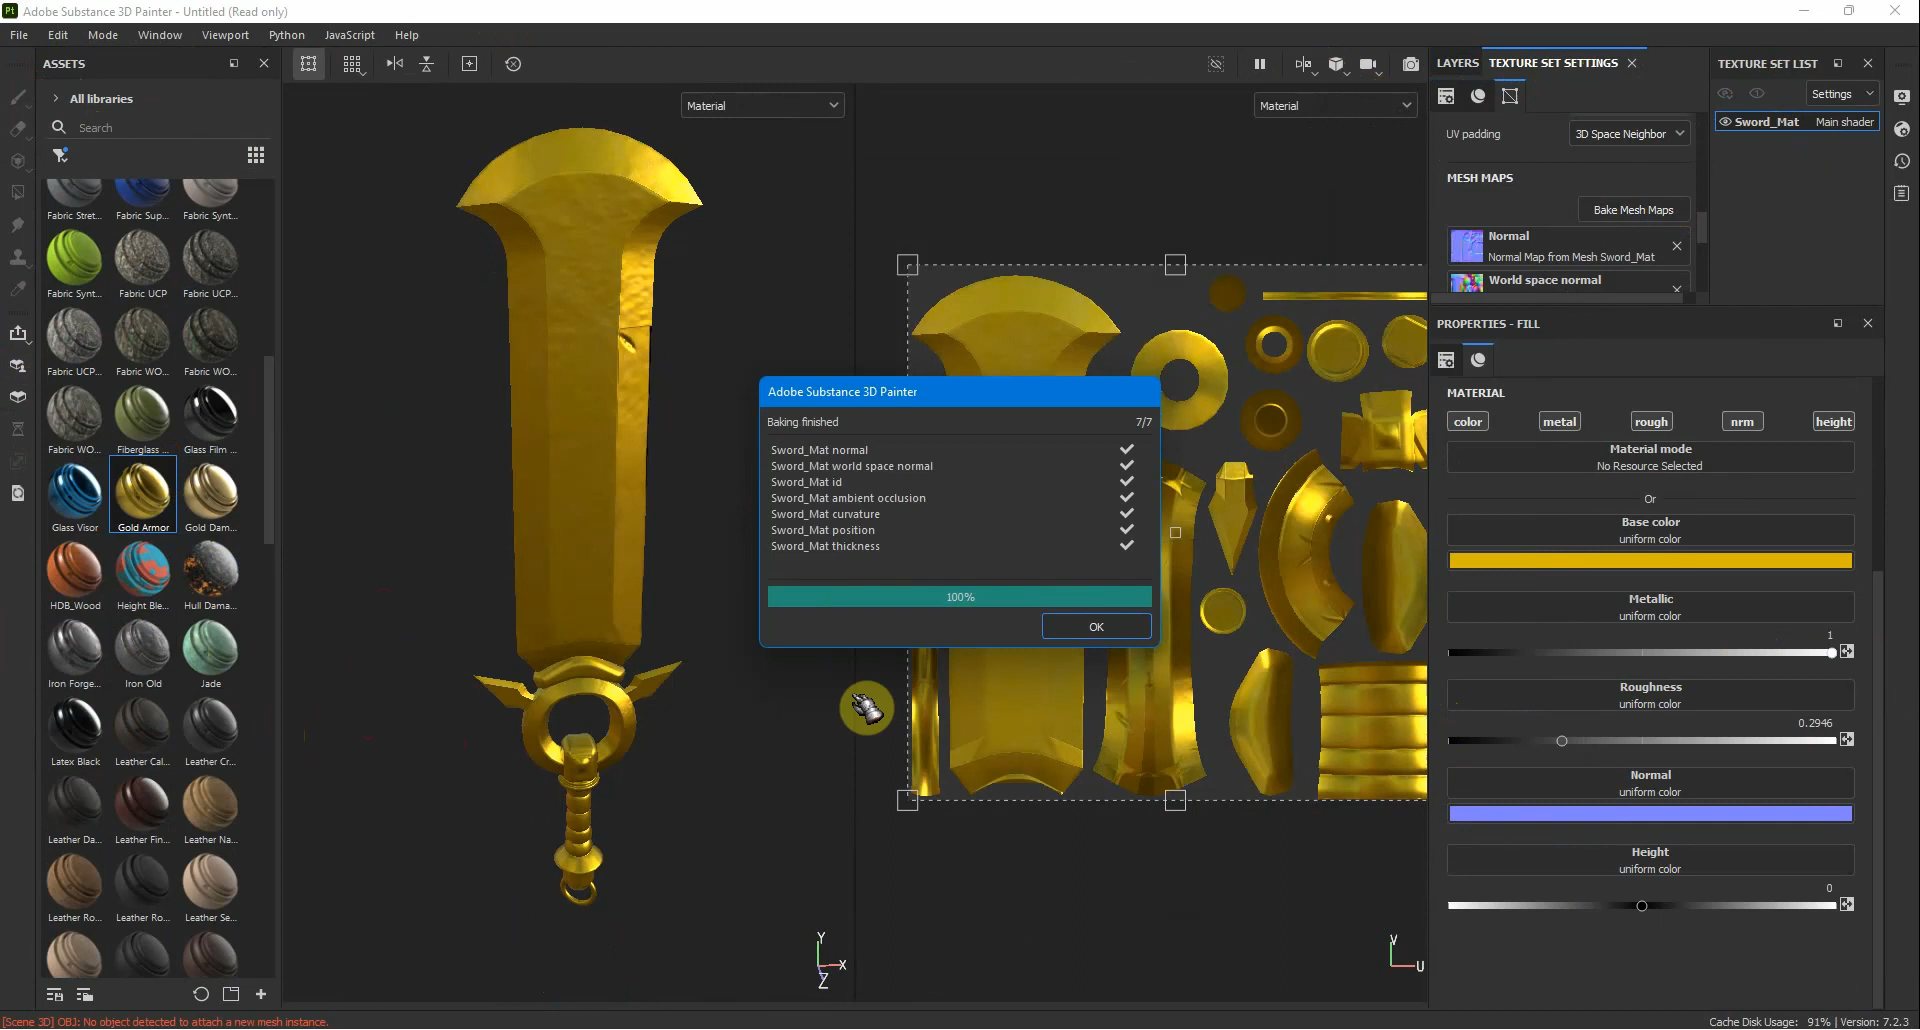 Adobe Substance 3D Painter - Untitled (Read only)
File Edit Mode Window Viewport Python JavaScript Help
ASSETS
All libraries
Search
Fabric Stret... Fabric Sup... Fabric Synt...
Fabric Synt... Fabric UCP Fabric UCP...
Fabric UCP... Fabric WO... Fabric WO...
Fabric WO... Fiberglass ... Glass Film ...
Glass Visor Gold Armor Gold Dam...
HDB_Wood Height Ble... Hull Dama...
Iron Forge... Iron Old Jade
Latex Black Leather Cal... Leather Cr...
Leather Da... Leather Fin... Leather Na...
Leather Ro... Leather Ro... Leather Se...
Material
Material
Y
X
Z
V
U
Adobe Substance 3D Painter
Baking finished 7/7
Sword_Mat normal
Sword_Mat world space normal
Sword_Mat id
Sword_Mat ambient occlusion
Sword_Mat curvature
Sword_Mat position
Sword_Mat thickness
100%
OK
LAYERS TEXTURE SET SETTINGS
UV padding 3D Space Neighbor
MESH MAPS
Bake Mesh Maps
Normal
Normal Map from Mesh Sword_Mat
World space normal
TEXTURE SET LIST
Settings
Sword_Mat Main shader
PROPERTIES - FILL
MATERIAL
color metal rough nrm height
Material mode
No Resource Selected
Or
Base color
uniform color
Metallic
uniform color
1
Roughness
uniform color
0.2946
Normal
uniform color
Height
uniform color
0
[Scene 3D] OBJ: No object detected to attach a new mesh instance.
Cache Disk Usage: 91% | Version: 7.2.3